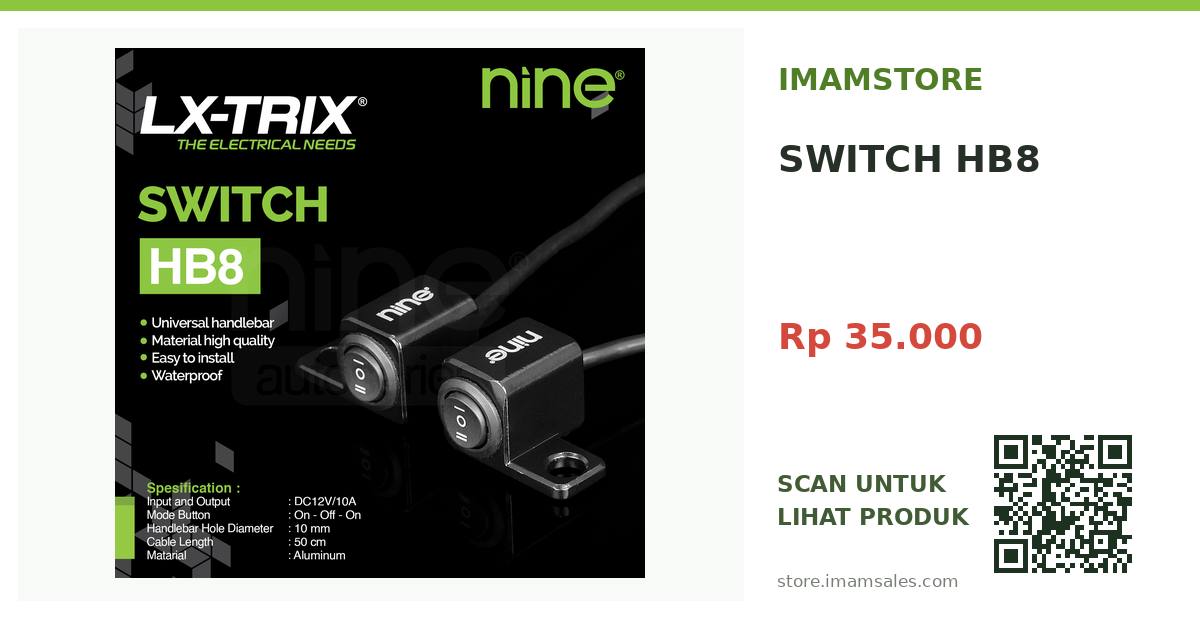 LX-TRIX®
THE ELECTRICAL NEEDS
nine®
SWITCH
HB8
Universal handlebar
Material high quality
Easy to install
Waterproof
nine®
nine®
Spesification :
Input and Output : DC12V/10A
Mode Button : On - Off - On
Handlebar Hole Diameter : 10 mm
Cable Length : 50 cm
Matarial : Aluminum
IMAMSTORE
SWITCH HB8
Rp 35.000
SCAN UNTUK
LIHAT PRODUK
store.imamsales.com